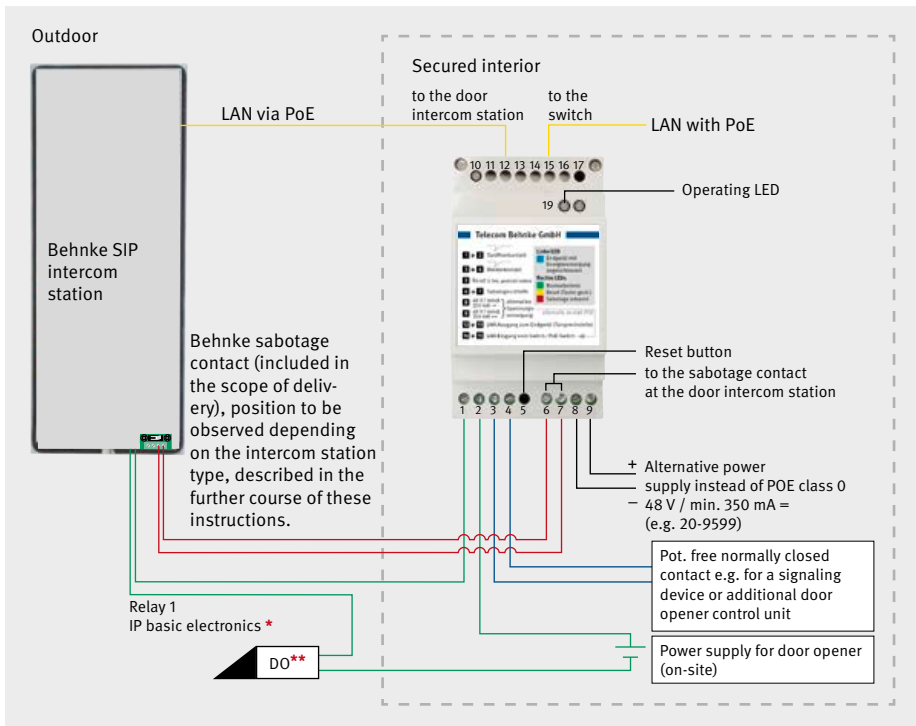 Outdoor
Secured interior
to the door
intercom station
to the
switch
LAN via PoE
LAN with PoE
10 11 12 13 14 15 16 17
19
Operating LED
Telecom Behnke GmbH
Behnke SIP
intercom
station
Behnke sabotage
contact (included in
the scope of deliv-
ery), position to be
observed depending
on the intercom station
type, described in the
further course of these
instructions.
Reset button
to the sabotage contact
at the door intercom station
1 2 3 4 5 6 7 8 9
+ Alternative power
supply instead of POE class 0
– 48 V / min. 350 mA =
(e.g. 20-9599)
Pot. free normally closed
contact e.g. for a signaling
device or additional door
opener control unit
Relay 1
IP basic electronics *
DO**
Power supply for door opener
(on-site)